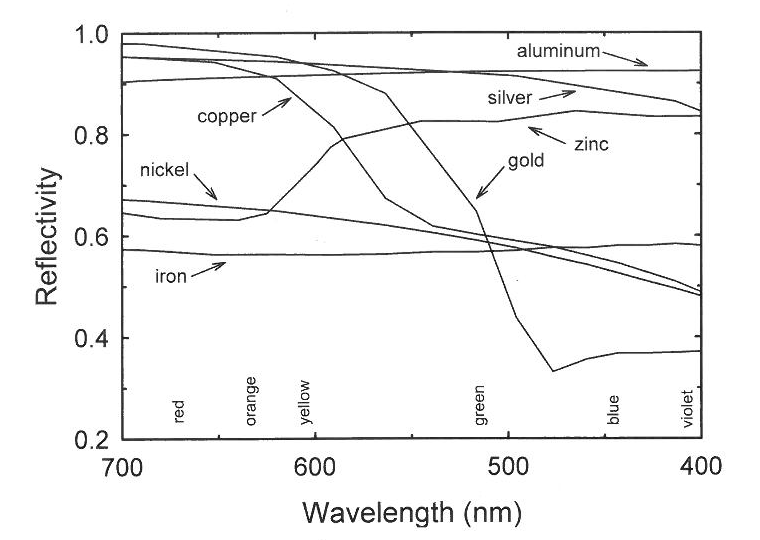 1.0
0.8
0.6
0.4
0.2
Reflectivity
aluminum
silver
copper
zinc
gold
nickel
iron
red
orange
yellow
green
blue
violet
700
600
500
400
Wavelength (nm)